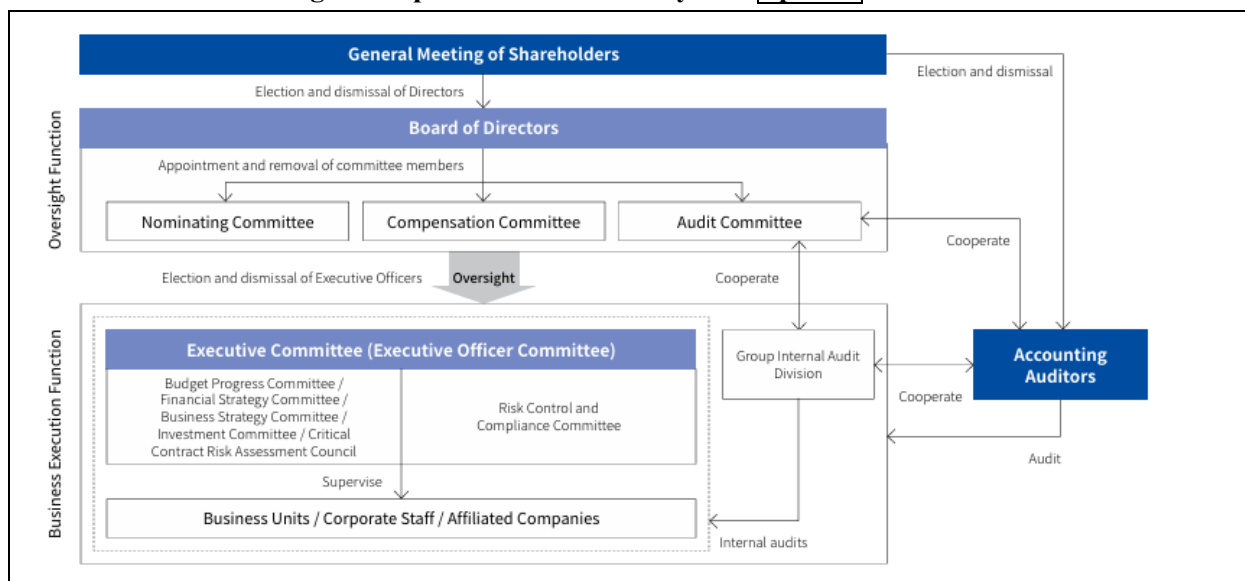 General Meeting of Shareholders
Election and dismissal
Election and dismissal of Directors
Oversight Function
Board of Directors
Appointment and removal of committee members
Nominating Committee
Compensation Committee
Audit Committee
Cooperate
Election and dismissal of Executive Officers
Oversight
Cooperate
Business Execution Function
Executive Committee (Executive Officer Committee)
Budget Progress Committee /
Financial Strategy Committee /
Business Strategy Committee /
Investment Committee / Critical
Contract Risk Assessment Council
Risk Control and
Compliance Committee
Group Internal Audit
Division
Accounting
Auditors
Cooperate
Audit
Supervise
Business Units / Corporate Staff / Affiliated Companies
Internal audits